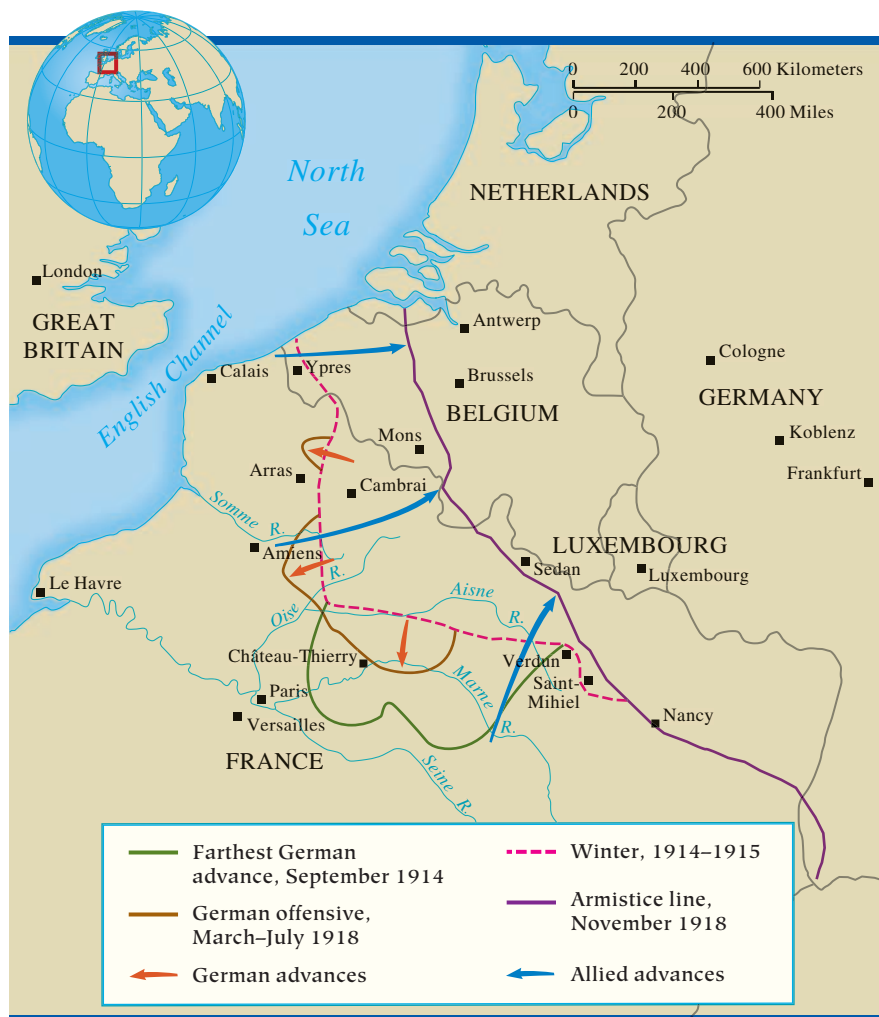 0 200 400 600 Kilometers
0 200 400 Miles
North
Sea
NETHERLANDS
London
GREAT
BRITAIN
English Channel
Antwerp
Calais
Ypres
Brussels
Cologne
BELGIUM
GERMANY
Mons
Koblenz
Arras
Cambrai
Frankfurt
Somme R.
Amiens
LUXEMBOURG
Sedan
Luxembourg
Le Havre
Oise R.
Aisne R.
Château-Thierry
Verdun
Marne R.
Saint-
Mihiel
Paris
Versailles
Nancy
FRANCE
Seine R.
Farthest German
advance, September 1914
German offensive,
March–July 1918
German advances
Winter, 1914–1915
Armistice line,
November 1918
Allied advances